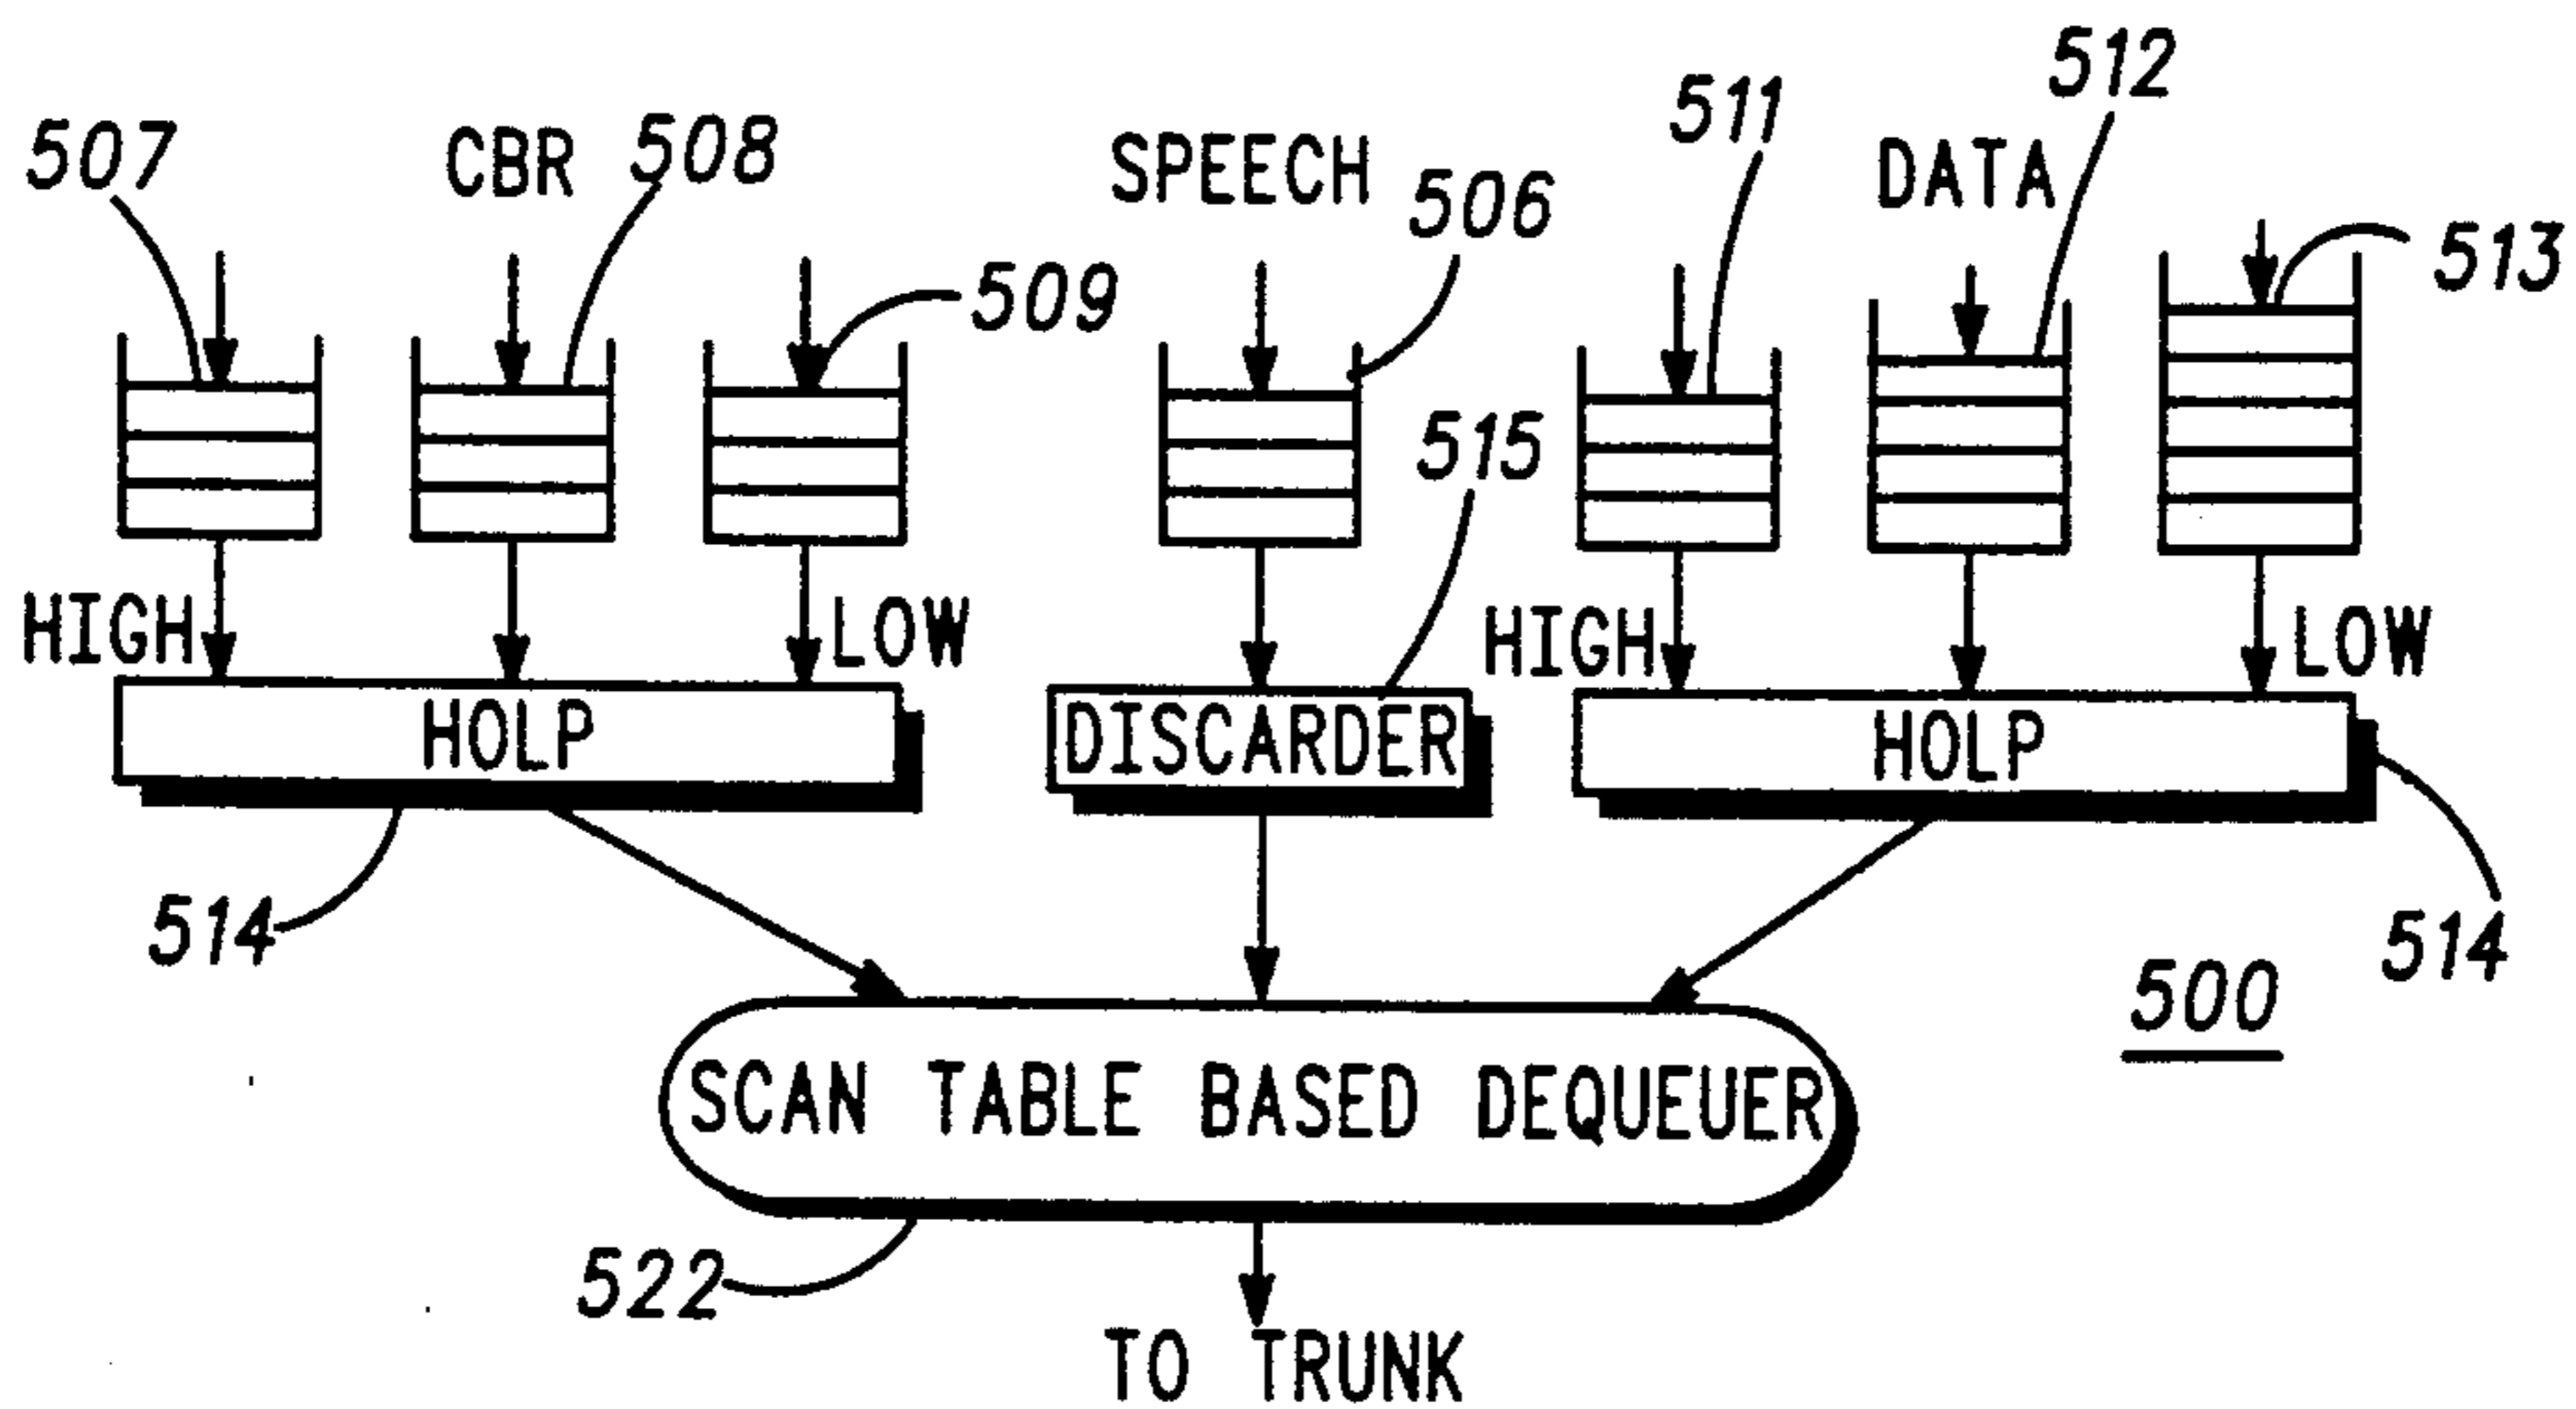 507 CBR 508 SPEECH 511 DATA 512
506
509 513
515
HIGH LOW HIGH LOW
HOLP DISCARDER HOLP
514 514
500
SCAN TABLE BASED DEQUEUER
522
TO TRUNK